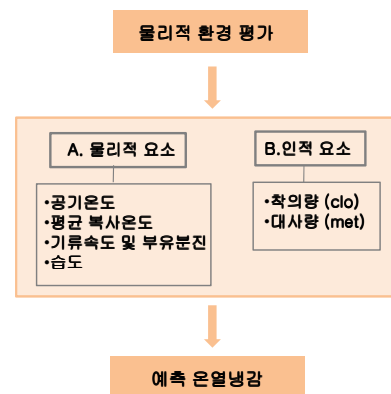 물리적 환경 평가
A. 물리적 요소
B.인적 요소
•공기온도
•평균 복사온도
•기류속도 및 부유분진
•습도
•착의량 (clo)
•대사량 (met)
예측 온열냉감